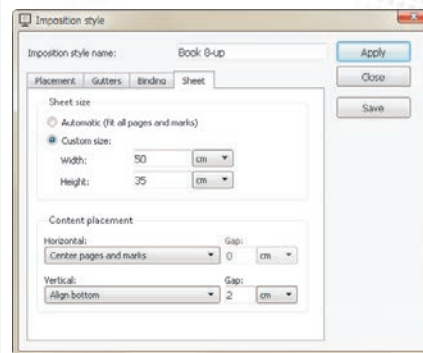 Imposition style
Imposition style name: Book 8-up Apply
Placement Gutters Binding Sheet Close
Sheet size Save
Automatic (fit all pages and marks)
Custom size:
Width: 50 cm
Height: 35 cm
Content placement
Horizontal: Gap:
Center pages and marks 0 cm
Vertical: Gap:
Align bottom 2 cm